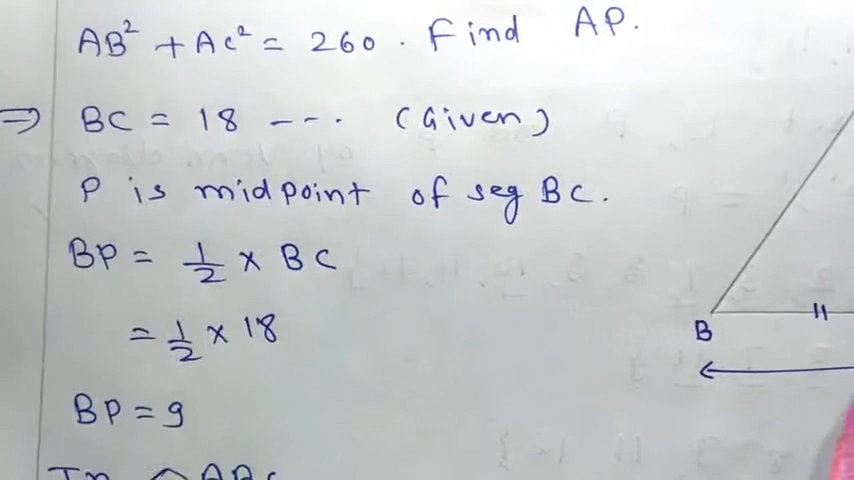 AB² + AC² = 260. Find AP.
⇒ BC = 18 ---. (Given)
P is midpoint of seg BC.
BP = 1/2 × BC
= 1/2 × 18
BP = 9
B
In △